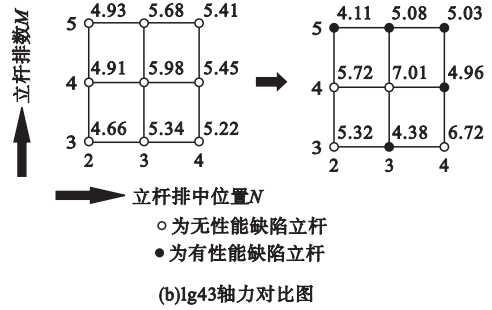 立杆排数M
5 4.93 5.68 5.41
4 4.91 5.98 5.45
3 4.66 5.34 5.22
2 3 4
5 4.11 5.08 5.03
4 5.72 7.01 4.96
3 5.32 4.38 6.72
2 3 4
立杆排中位置N
为无性能缺陷立杆
为有性能缺陷立杆
(b)lg43轴力对比图